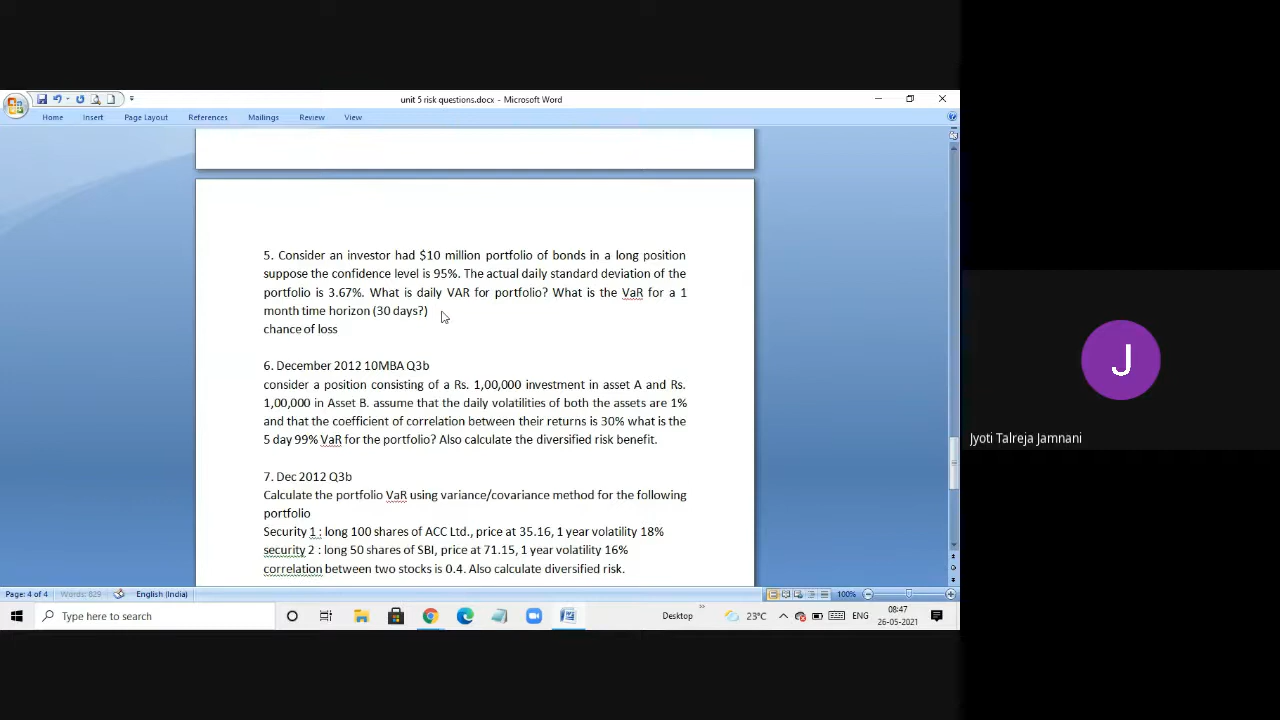 unit 5 risk questions.docx - Microsoft Word
Home Insert Page Layout References Mailings Review View
5. Consider an investor had $10 million portfolio of bonds in a long position
suppose the confidence level is 95%. The actual daily standard deviation of the
portfolio is 3.67%. What is daily VAR for portfolio? What is the VaR for a 1
month time horizon (30 days?)
chance of loss
6. December 2012 10MBA Q3b
consider a position consisting of a Rs. 1,00,000 investment in asset A and Rs.
1,00,000 in Asset B. assume that the daily volatilities of both the assets are 1%
and that the coefficient of correlation between their returns is 30% what is the
5 day 99% VaR for the portfolio? Also calculate the diversified risk benefit.
7. Dec 2012 Q3b
Calculate the portfolio VaR using variance/covariance method for the following
portfolio
Security 1 : long 100 shares of ACC Ltd., price at 35.16, 1 year volatility 18%
security 2 : long 50 shares of SBI, price at 71.15, 1 year volatility 16%
correlation between two stocks is 0.4. Also calculate diversified risk.
J
Jyoti Talreja Jamnani
Page: 4 of 4 Words: 829 English (India) 100%
Type here to search Desktop 23°C ENG 08:47
26-05-2021